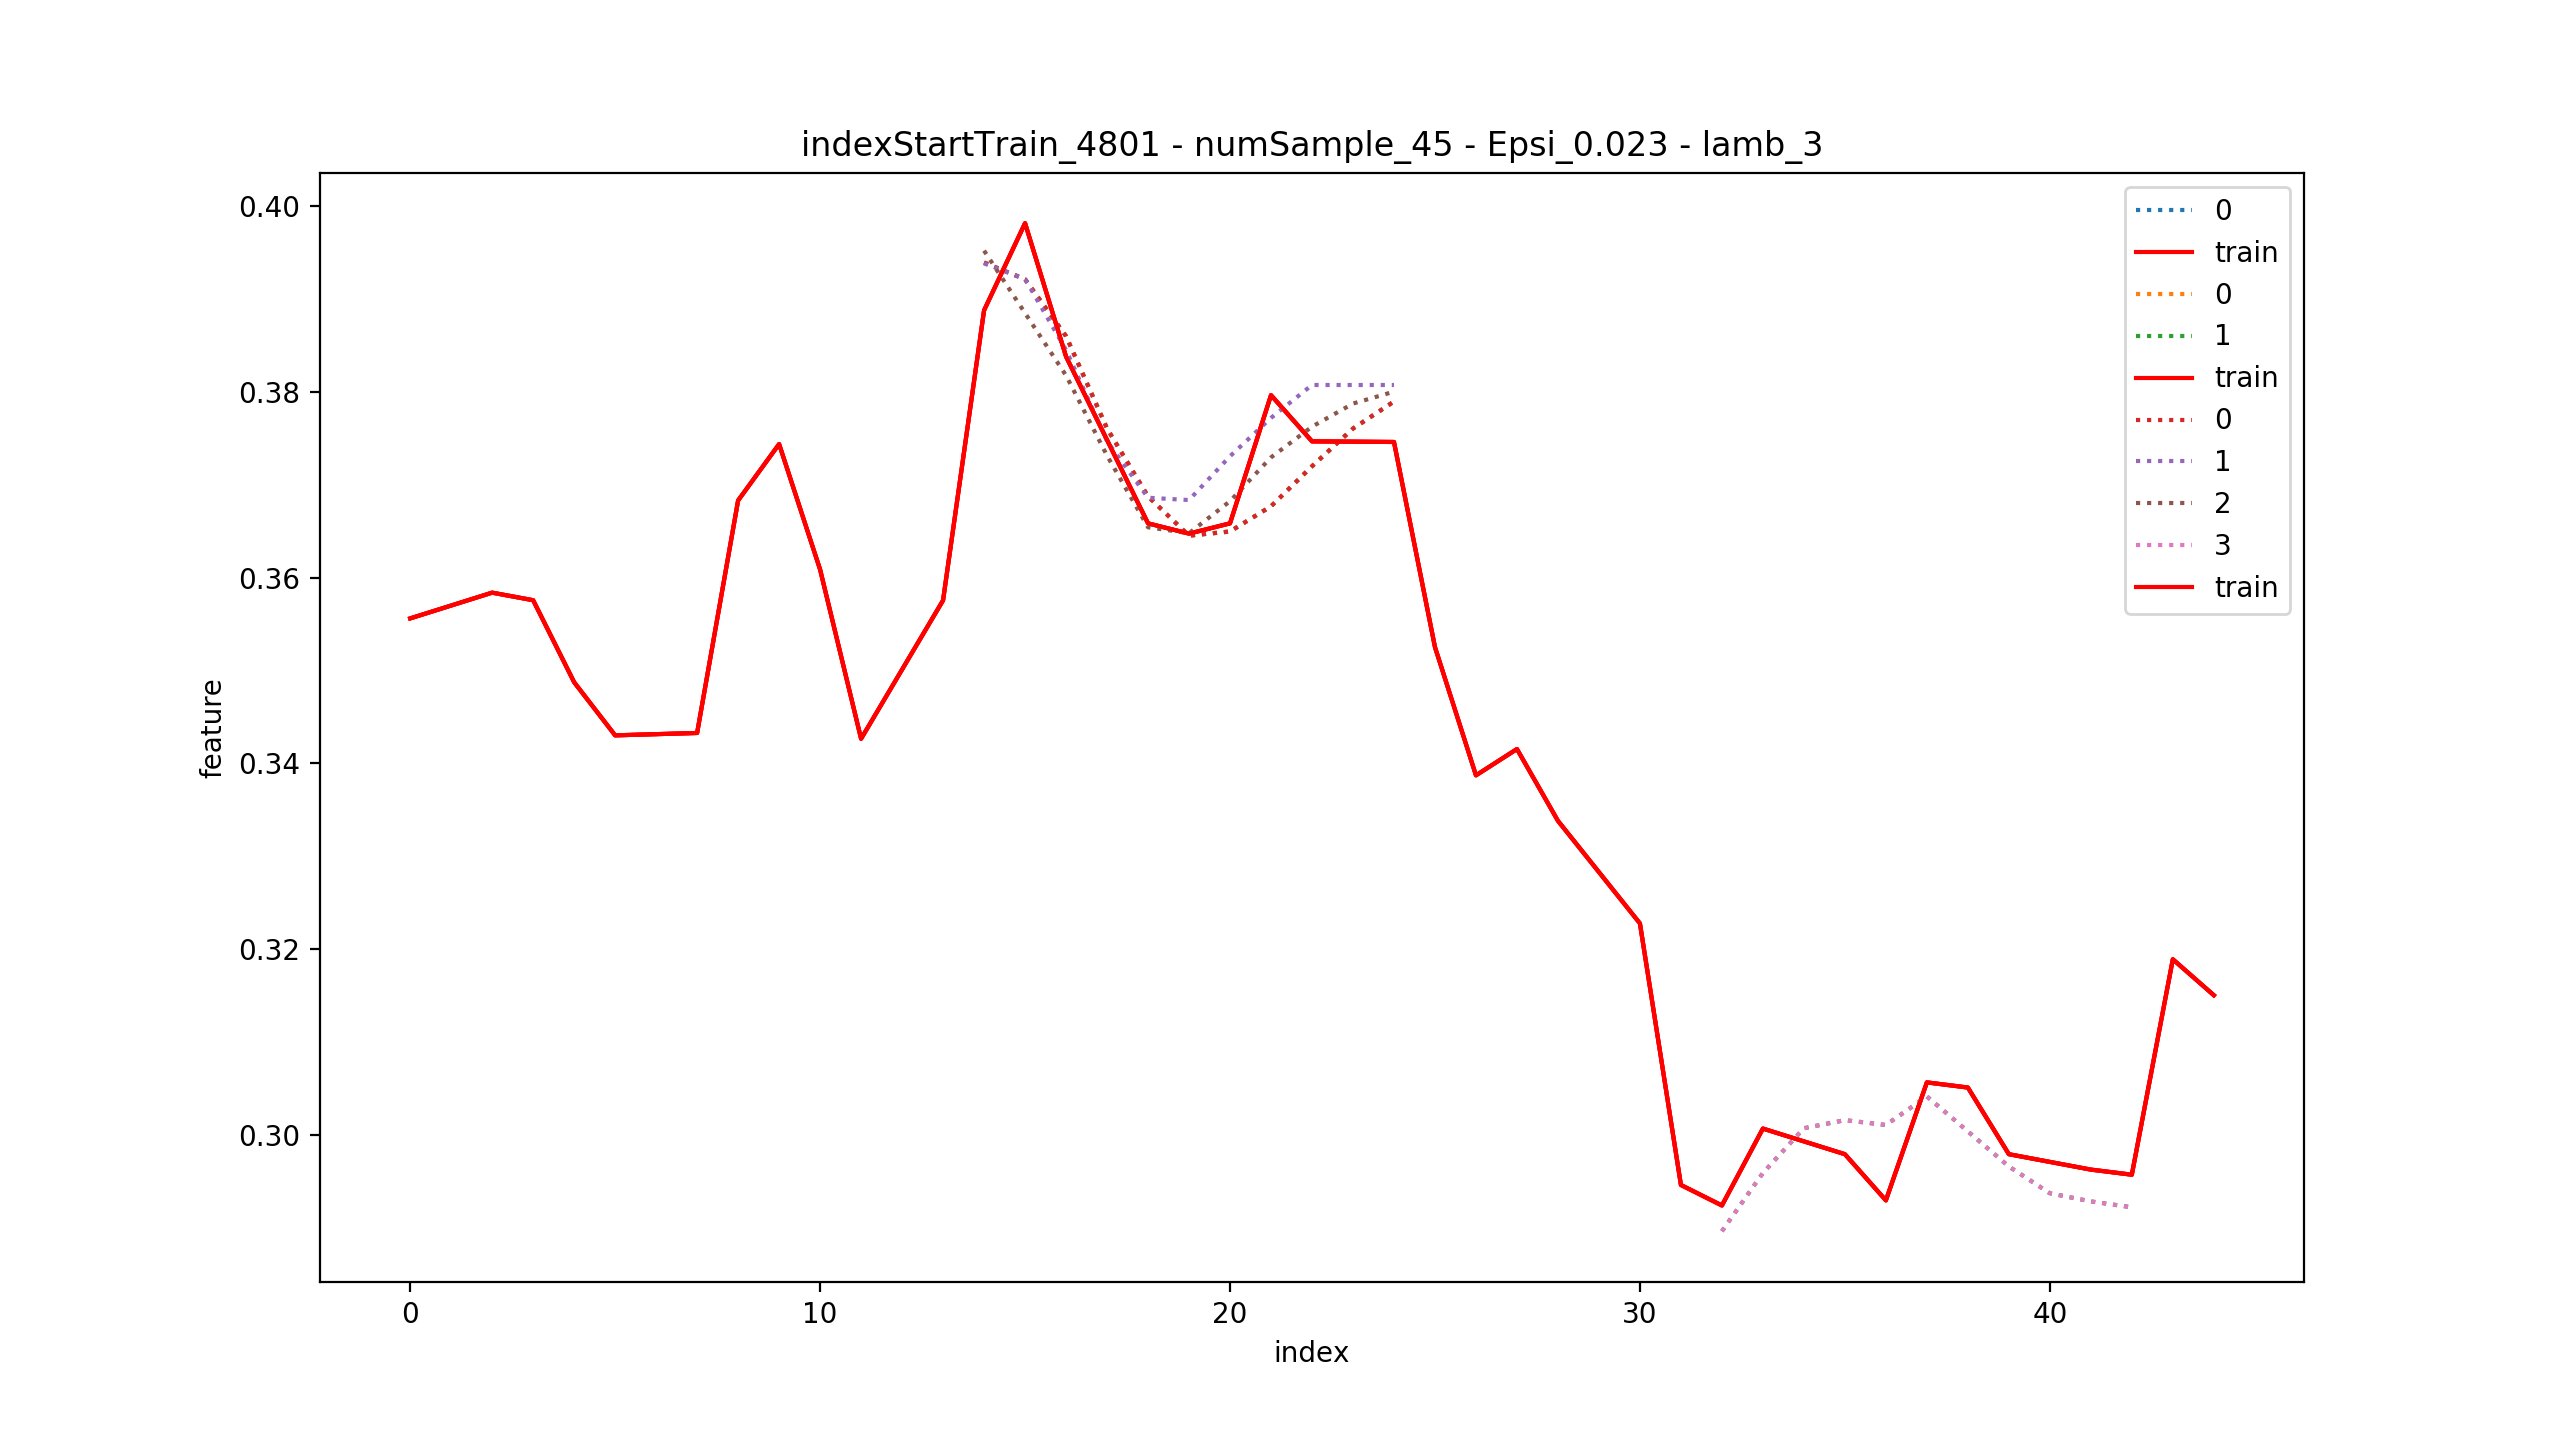 indexStartTrain_4801 - numSample_45 - Epsi_0.023 - lamb_3
0
train
0
1
train
0
1
2
3
train
0.40
0.38
0.36
0.34
0.32
0.30
feature
0 10 20 30 40
index